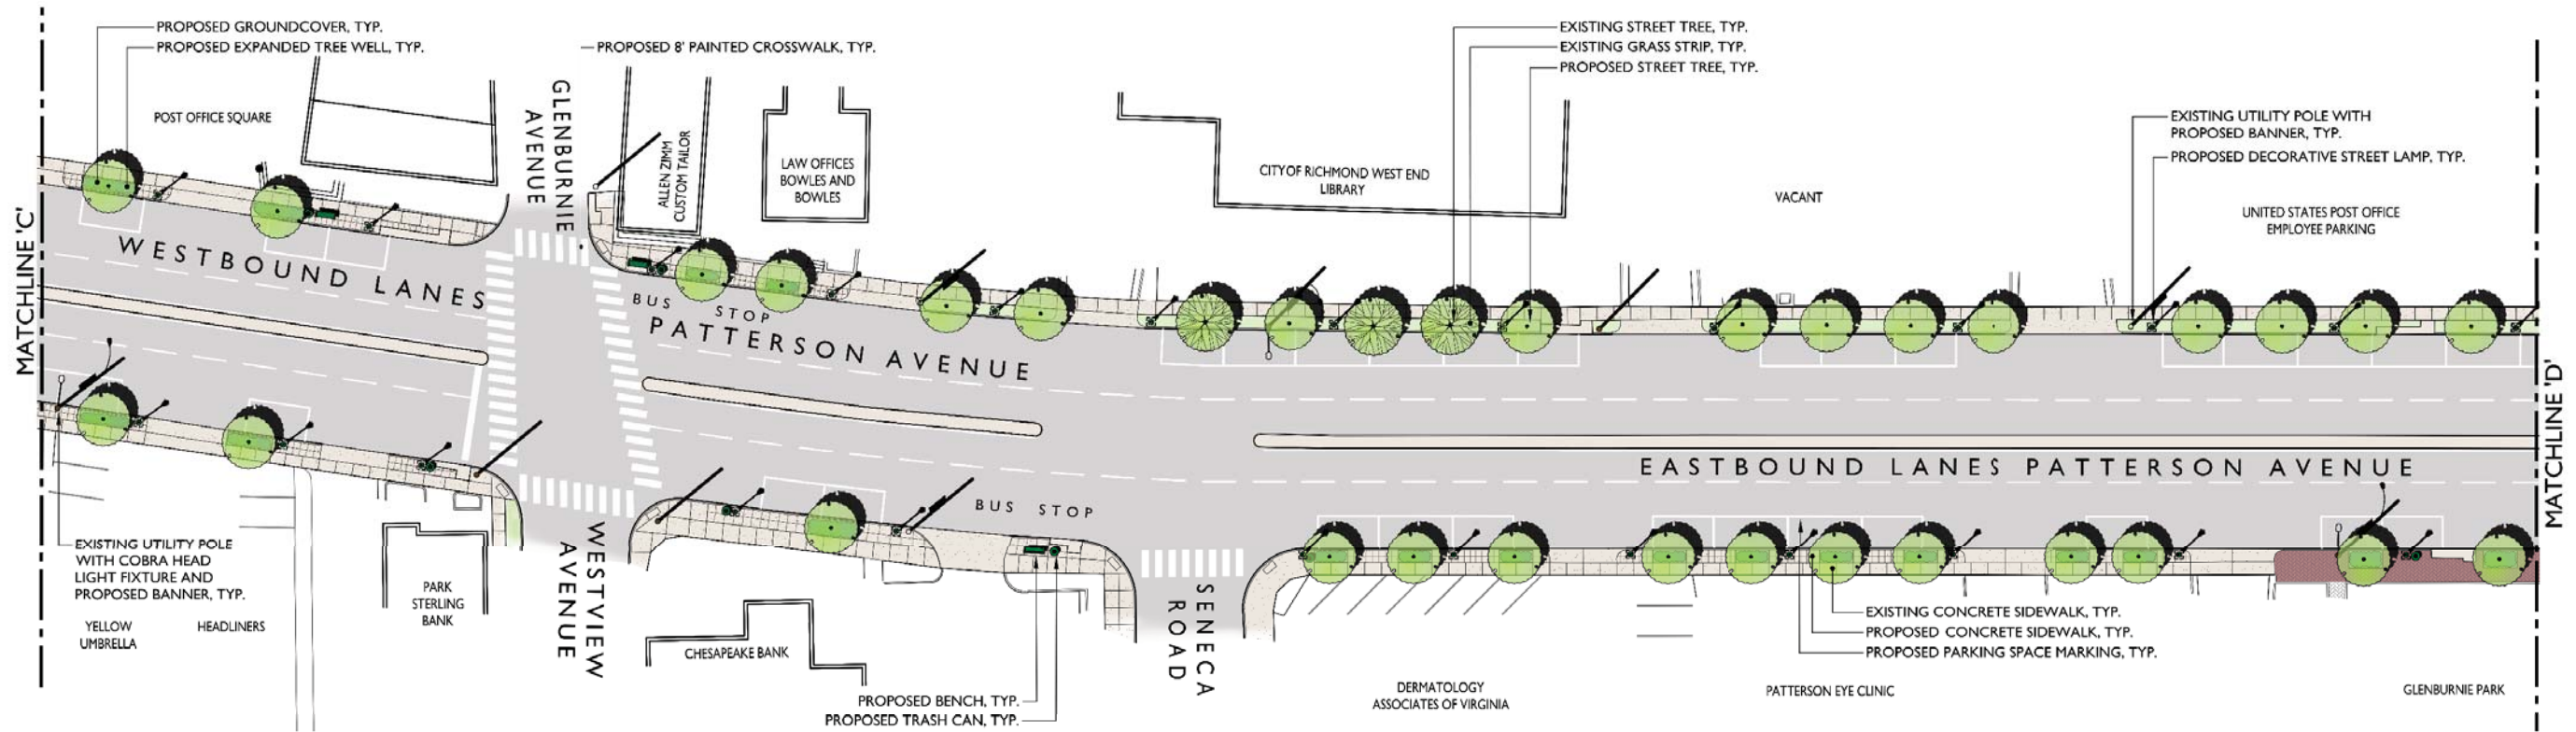 PROPOSED GROUNDCOVER, TYP.
PROPOSED EXPANDED TREE WELL, TYP.
PROPOSED 8' PAINTED CROSSWALK, TYP.
EXISTING STREET TREE, TYP.
EXISTING GRASS STRIP, TYP.
PROPOSED STREET TREE, TYP.
POST OFFICE SQUARE
GLENBURNIE
AVENUE
ALLEN ZIMM
CUSTOM TAILOR
LAW OFFICES
BOWLES AND
BOWLES
CITY OF RICHMOND WEST END
LIBRARY
VACANT
EXISTING UTILITY POLE WITH
PROPOSED BANNER, TYP.
PROPOSED DECORATIVE STREET LAMP, TYP.
UNITED STATES POST OFFICE
EMPLOYEE PARKING
MATCHLINE 'C'
WESTBOUND LANES
BUS STOP
PATTERSON AVENUE
EASTBOUND LANES PATTERSON AVENUE
MATCHLINE 'D'
BUS STOP
EXISTING UTILITY POLE
WITH COBRA HEAD
LIGHT FIXTURE AND
PROPOSED BANNER, TYP.
YELLOW
UMBRELLA
HEADLINERS
PARK
STERLING
BANK
WESTVIEW
AVENUE
CHESAPEAKE BANK
PROPOSED BENCH, TYP.
PROPOSED TRASH CAN, TYP.
SENECA
ROAD
DERMATOLOGY
ASSOCIATES OF VIRGINIA
EXISTING CONCRETE SIDEWALK, TYP.
PROPOSED CONCRETE SIDEWALK, TYP.
PROPOSED PARKING SPACE MARKING, TYP.
PATTERSON EYE CLINIC
GLENBURNIE PARK